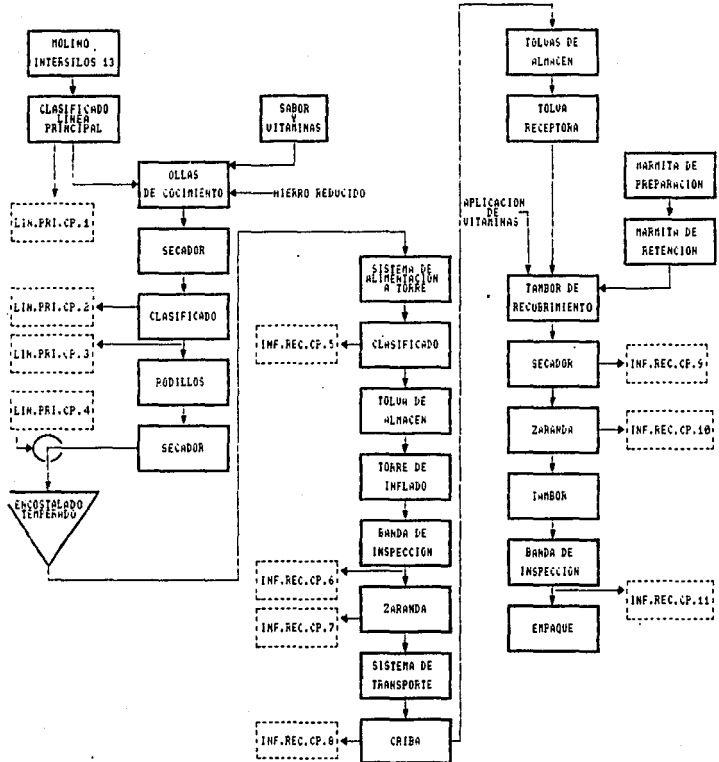 MOLINO
INTERSILOS 13
CLASIFICADO
LINEA
PRINCIPAL
SABOR
Y
VITAMINAS
OLLAS
DE COCIMIENTO
HIERRO REDUCIDO
LIN.PRI.CP.1
SECADOR
LIN.PRI.CP.2
CLASIFICADO
LIN.PRI.CP.3
RODILLOS
LIN.PRI.CP.4
SECADOR
ENCOSTALADO
TEMPERADO
SISTEMA DE
ALIMENTACION
A TORRE
INF.REC.CP.5
CLASIFICADO
TOLVA DE
ALMACEN
TORRE DE
INFLADO
BANDA DE
INSPECCIÓN
INF.REC.CP.6
ZARANDA
INF.REC.CP.7
SISTEMA DE
TRANSPORTE
INF.REC.CP.8
CRIBA
TOLVAS DE
ALMACEN
TOLVA
RECEPTORA
MARMITA DE
PREPARACIÓN
APLICACION
DE
VITAMINAS
MARMITA DE
RETENCION
TAMBOR DE
RECUBRIMIENTO
SECADOR
INF.REC.CP.9
ZARANDA
INF.REC.CP.10
TAMBOR
BANDA DE
INSPECCIÓN
INF.REC.CP.11
EMPAQUE